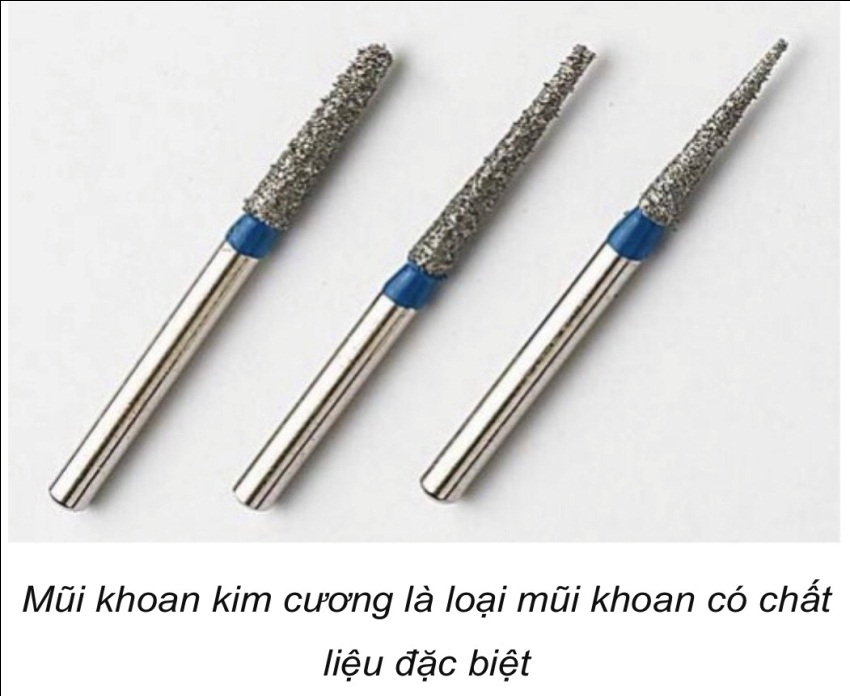 Mũi khoan kim cương là loại mũi khoan có chất
liệu đặc biệt